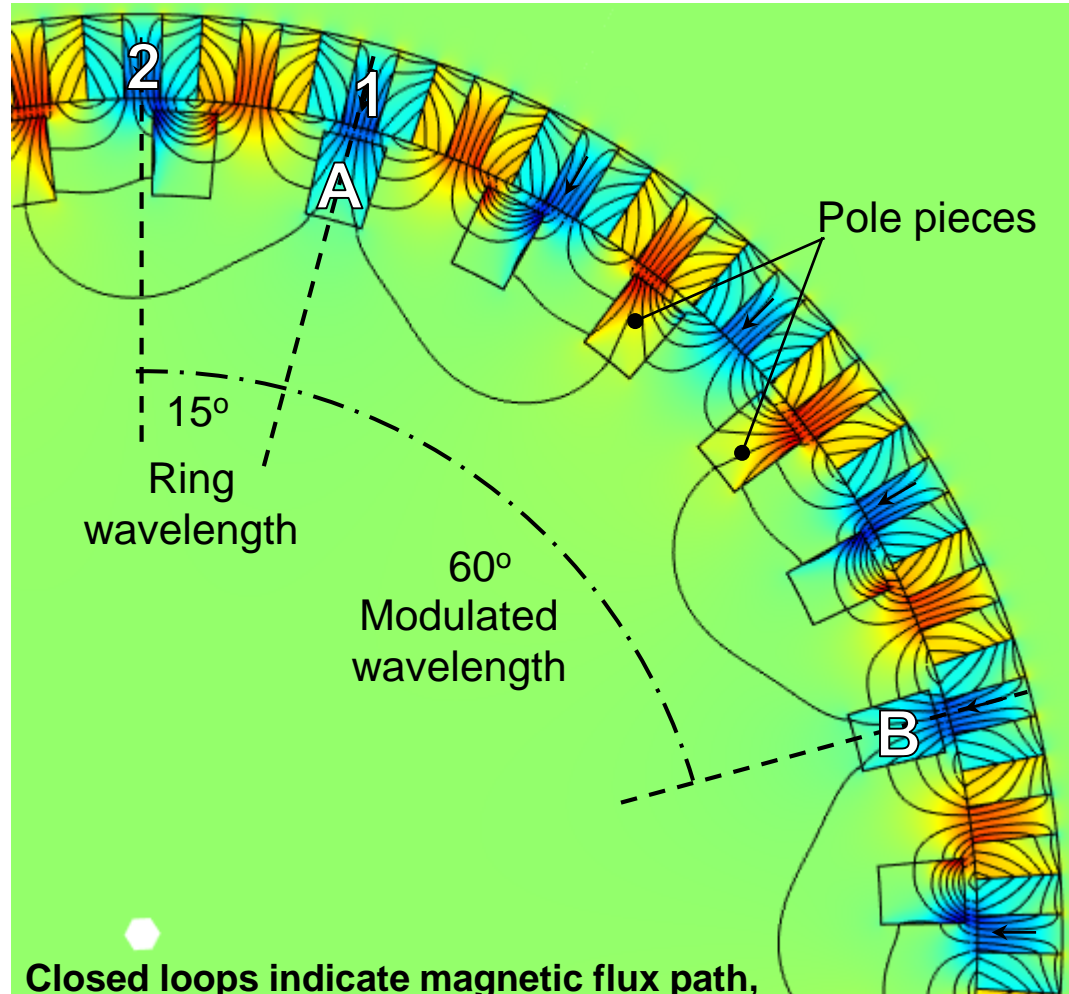 2
1
A
Pole pieces
15º
Ring
wavelength
60º
Modulated
wavelength
B
Closed loops indicate magnetic flux path,